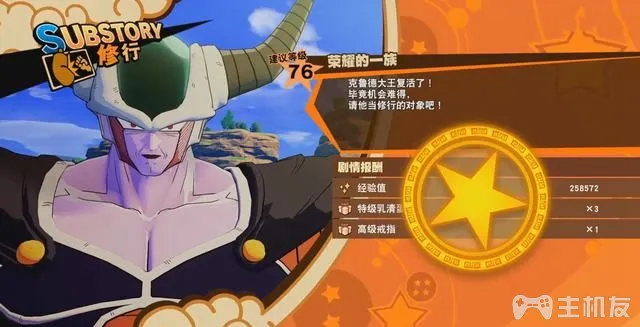 SUBSTORY
修行
建议等级
76
荣耀的一族
克鲁德大王复活了！
毕竟机会难得，
请他当修行的对象吧！
剧情报酬
经验值 258572
特级乳清蛋 ×3
高级戒指 ×1
主机友